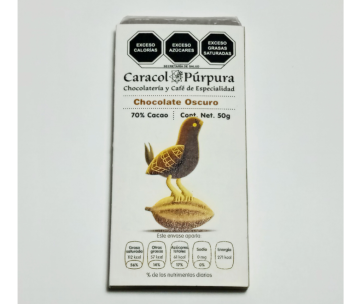 EXCESO CALORÍAS
EXCESO AZÚCARES
EXCESO GRASAS SATURADAS
SECRETARÍA DE SALUD
Caracol Púrpura
Chocolatería y Café de Especialidad
Chocolate Oscuro
70% Cacao Cont. Net. 50g
Este envase aporta
Grasa saturada Otras grasas Azúcares totales Sodio Energía
% de los nutrimentos diarios